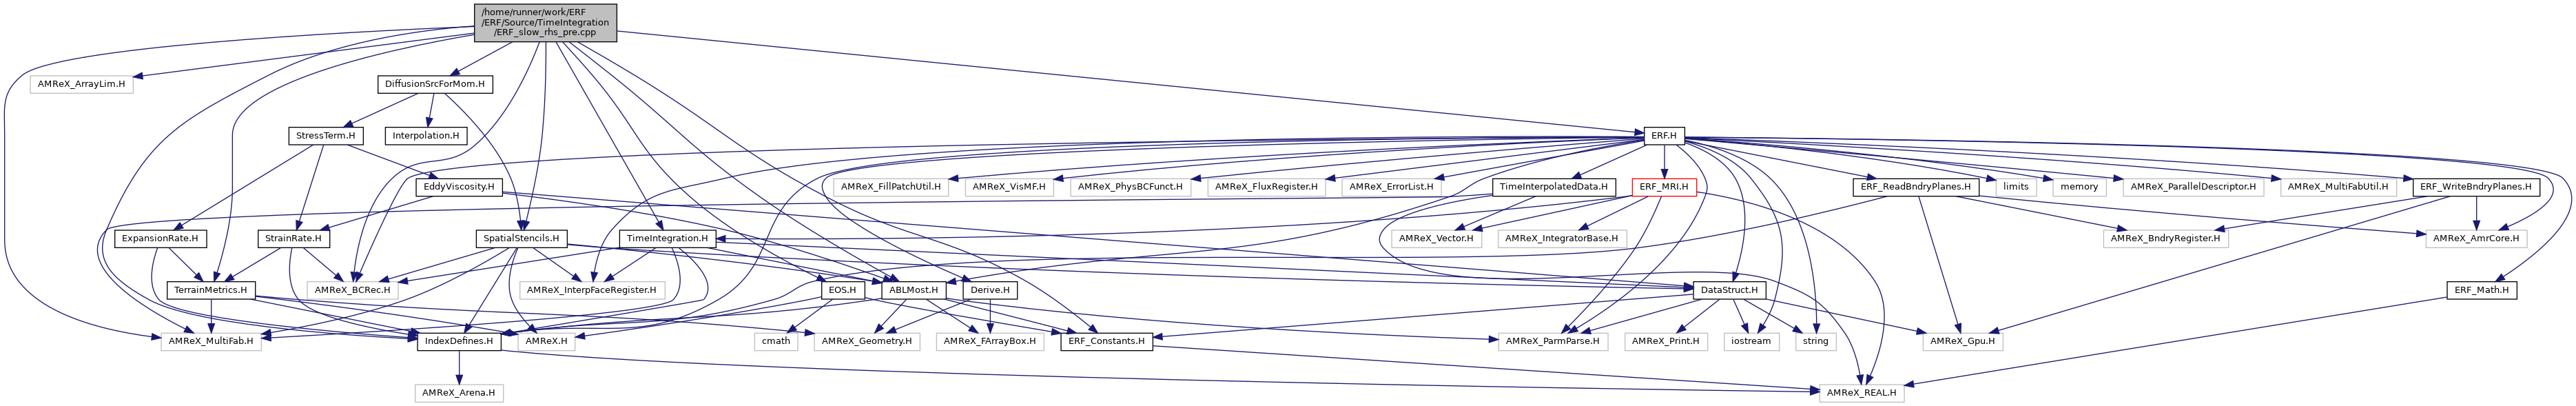 /home/runner/work/ERF
/ERF/Source/TimeIntegration
/ERF_slow_rhs_pre.cpp
AMReX_ArrayLim.H
DiffusionSrcForMom.H
StressTerm.H
Interpolation.H
ERF.H
EddyViscosity.H
AMReX_FillPatchUtil.H
AMReX_VisMF.H
AMReX_PhysBCFunct.H
AMReX_FluxRegister.H
AMReX_ErrorList.H
TimeInterpolatedData.H
ERF_MRI.H
ERF_ReadBndryPlanes.H
limits
memory
AMReX_ParallelDescriptor.H
AMReX_MultiFabUtil.H
ERF_WriteBndryPlanes.H
ExpansionRate.H
StrainRate.H
SpatialStencils.H
TimeIntegration.H
AMReX_Vector.H
AMReX_IntegratorBase.H
AMReX_BndryRegister.H
AMReX_AmrCore.H
TerrainMetrics.H
AMReX_BCRec.H
AMReX_InterpFaceRegister.H
EOS.H
ABLMost.H
Derive.H
DataStruct.H
ERF_Math.H
AMReX_MultiFab.H
IndexDefines.H
AMReX.H
cmath
AMReX_Geometry.H
AMReX_FArrayBox.H
ERF_Constants.H
AMReX_ParmParse.H
AMReX_Print.H
iostream
string
AMReX_Gpu.H
AMReX_Arena.H
AMReX_REAL.H